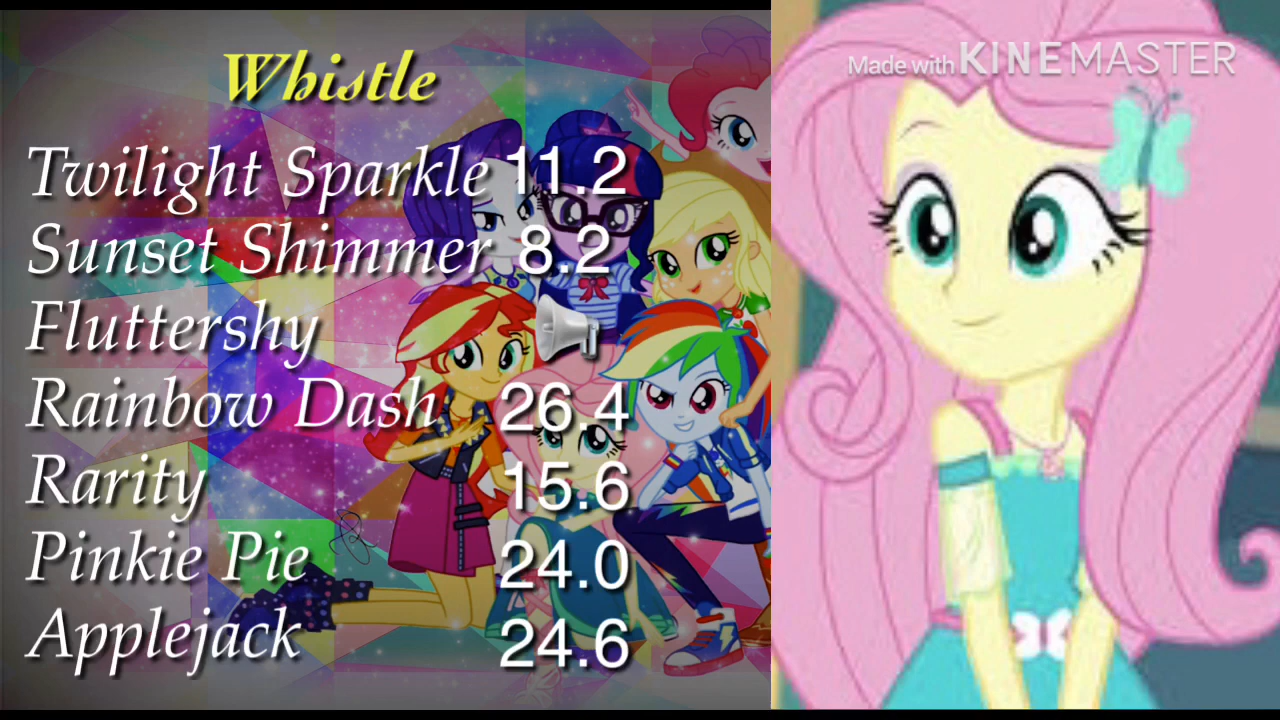 Whistle
Made with KINEMASTER
Twilight Sparkle 11.2
Sunset Shimmer 8.2
Fluttershy
Rainbow Dash 26.4
Rarity 15.6
Pinkie Pie 24.0
Applejack 24.6